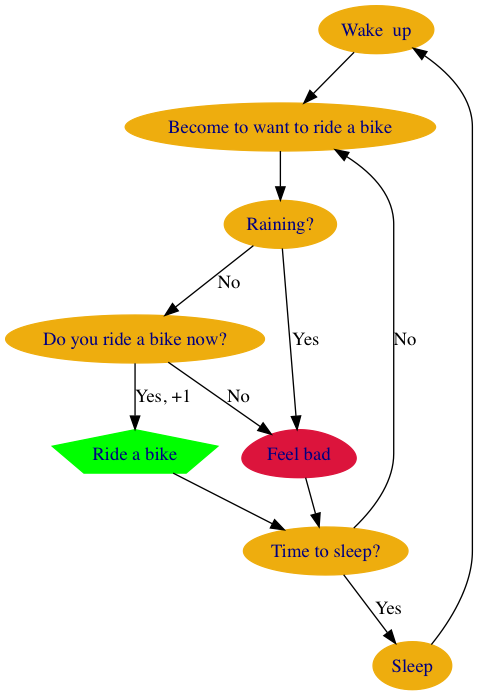 Wake  up
Become to want to ride a bike
Raining?
No
Do you ride a bike now?
Yes
No
Yes, +1
No
Ride a bike
Feel bad
Time to sleep?
Yes
Sleep